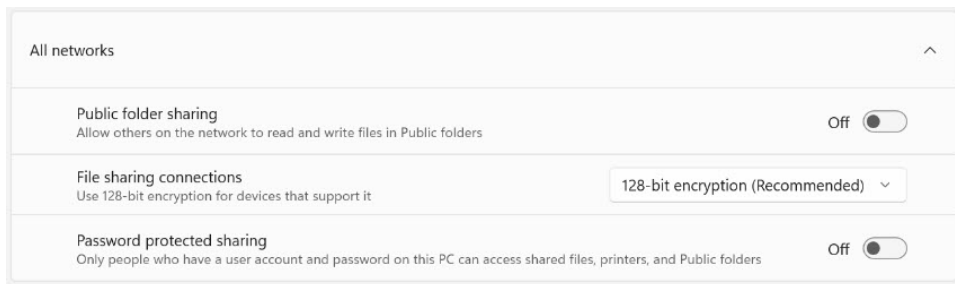 All networks
Public folder sharing
Allow others on the network to read and write files in Public folders
Off
File sharing connections
Use 128-bit encryption for devices that support it
128-bit encryption (Recommended)
Password protected sharing
Only people who have a user account and password on this PC can access shared files, printers, and Public folders
Off